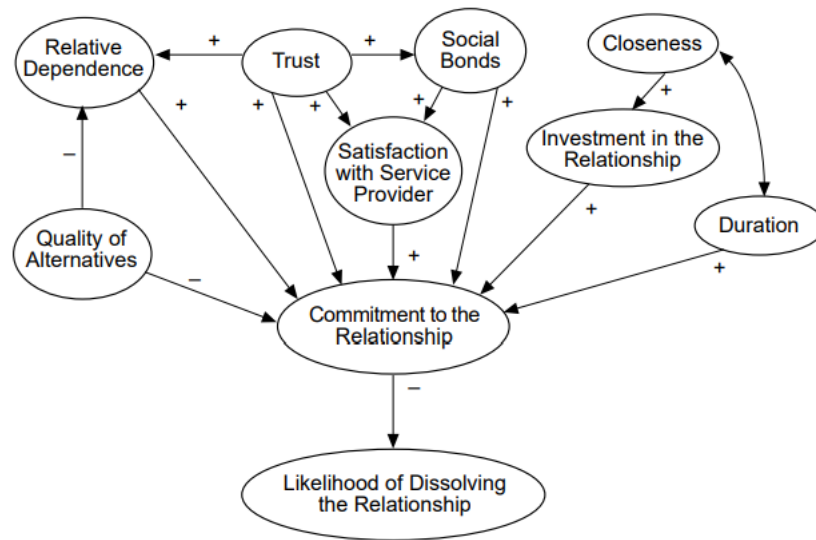 Relative
Dependence
+
Trust
+
Social
Bonds
Closeness
+
+
+
+
+
+
Satisfaction
with Service
Provider
Investment in the
Relationship
–
Quality of
Alternatives
+
Duration
–
+
+
Commitment to the
Relationship
–
Likelihood of Dissolving
the Relationship